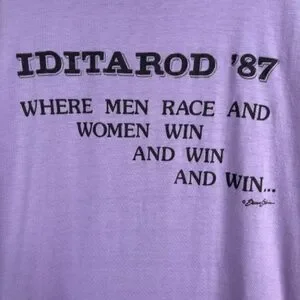 IDITAROD '87
WHERE MEN RACE AND
WOMEN WIN
AND WIN
AND WIN...
©